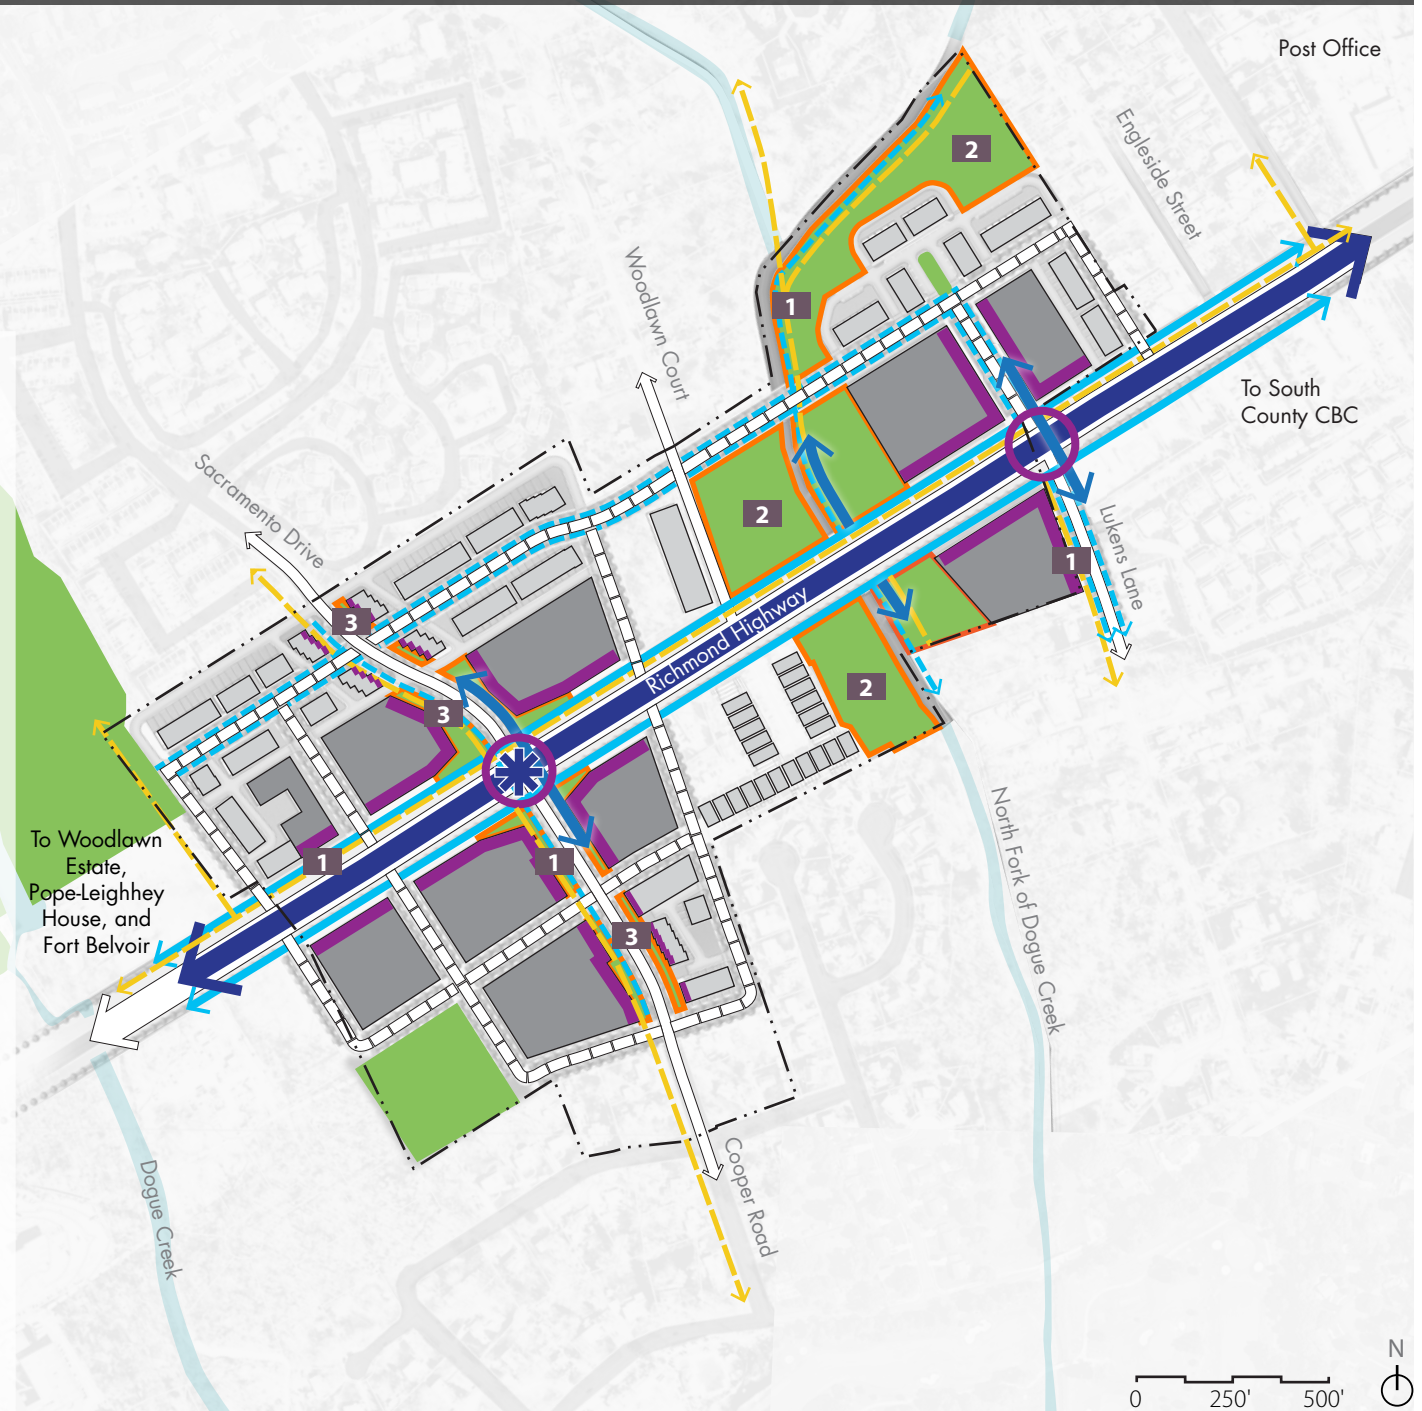 Post Office
Engleside Street
2
1
Woodlawn Court
To South
County CBC
Sacramento Drive
2
Lukens Lane
1
3
Richmond Highway
2
3
To Woodlawn
Estate,
Pope-Leighhey
House, and
Fort Belvoir
1
1
North Fork of Dogue Creek
3
Cooper Road
Dogue Creek
N
0 250' 500'